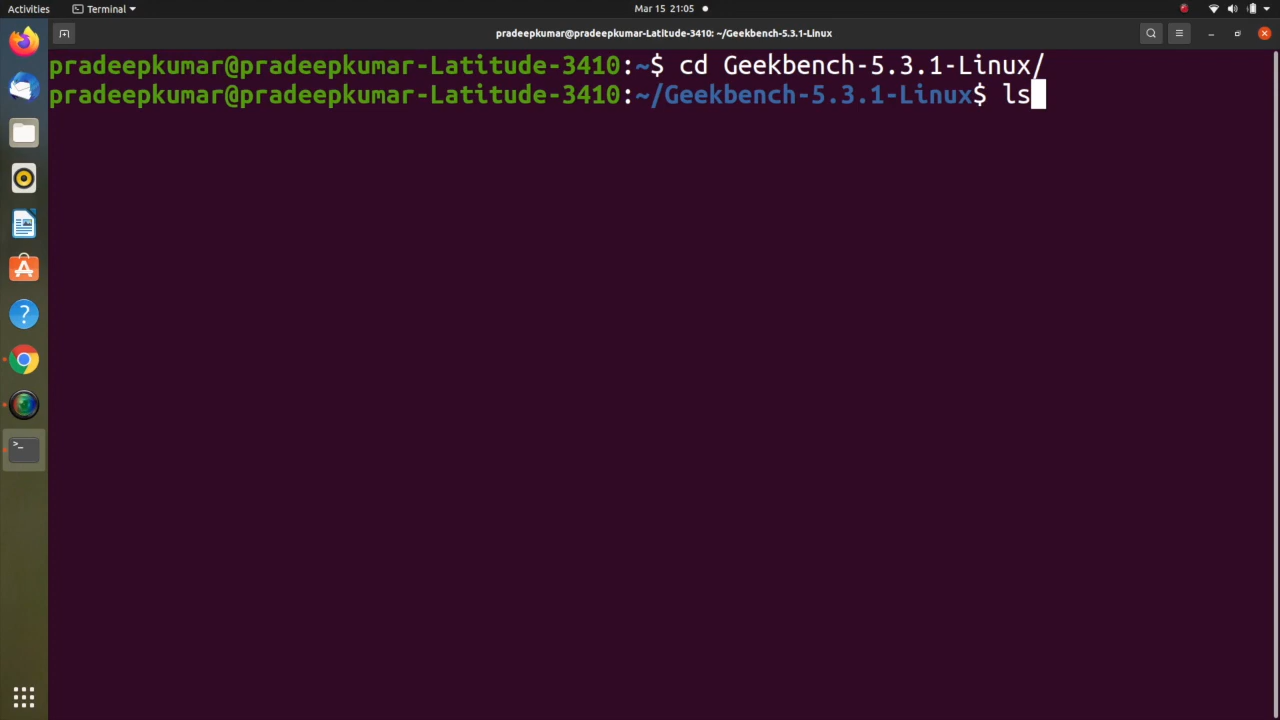 Activities
Terminal
Mar 15 21:05
pradeepkumar@pradeepkumar-Latitude-3410: ~/Geekbench-5.3.1-Linux
pradeepkumar@pradeepkumar-Latitude-3410:~$ cd Geekbench-5.3.1-Linux/
pradeepkumar@pradeepkumar-Latitude-3410:~/Geekbench-5.3.1-Linux$ ls